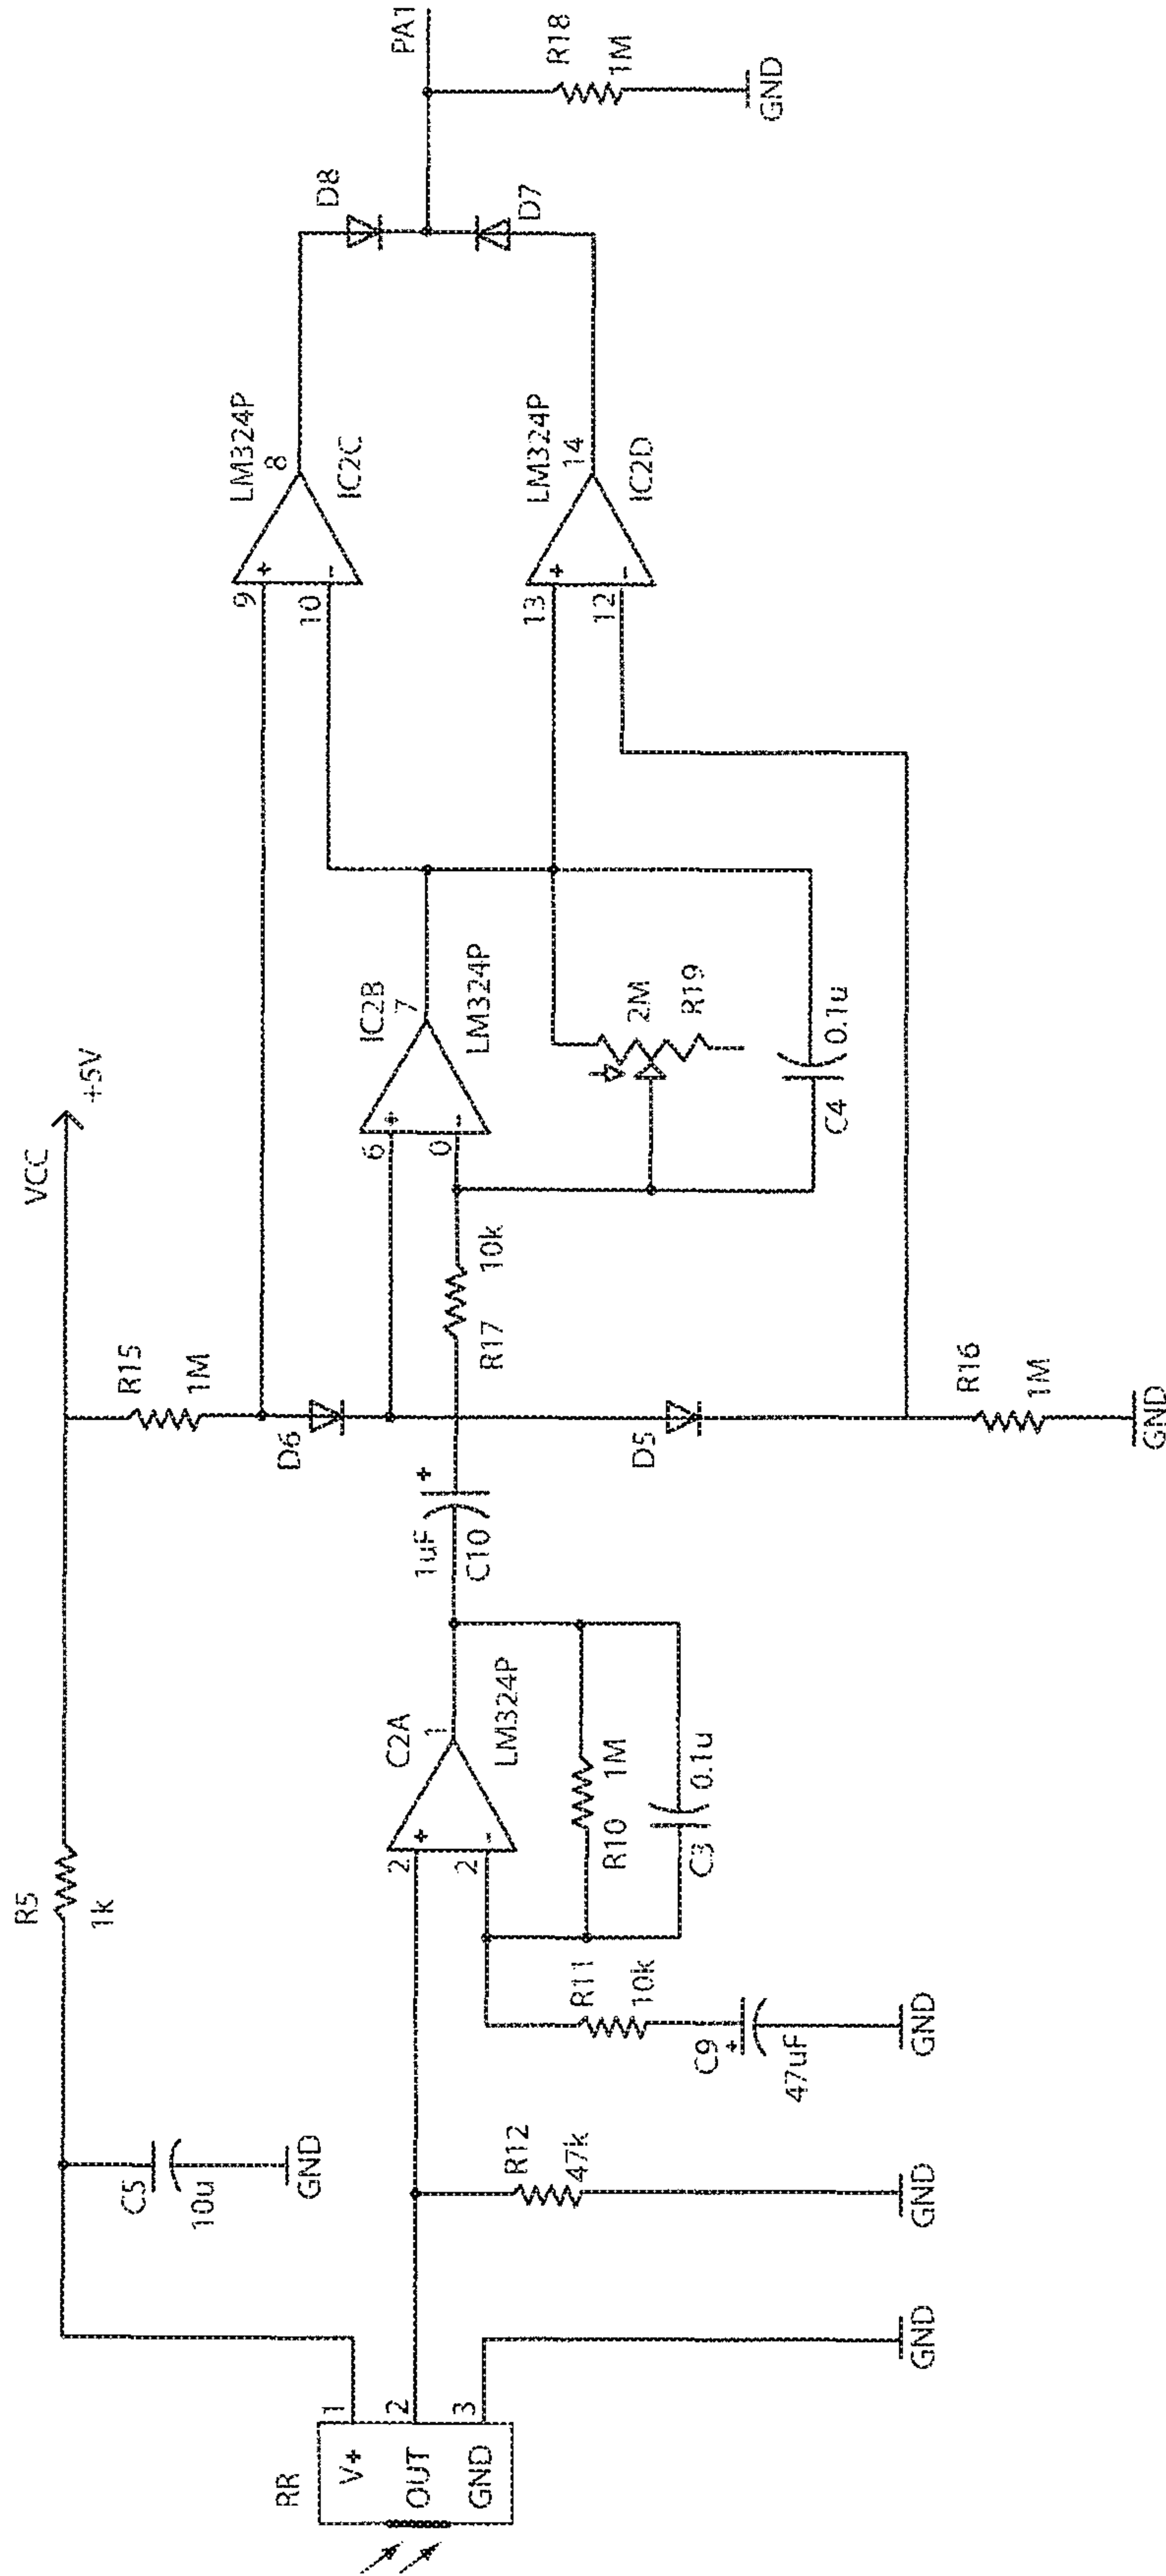 RR
V+
OUT
GND
1
2
3
GND
C5
10u
GND
R12
47k
GND
R5
1k
C9
+
47uF
GND
R11
10k
2
+
2
-
C2A
1
LM324P
R10
1M
C3
0.1u
1uF
+
C10
VCC
+5V
R15
1M
D6
D5
R16
1M
GND
R17
10k
6
+
0
-
IC2B
7
LM324P
2M
R19
C4
0.1u
9
+
10
-
LM324P
8
IC2C
13
+
12
-
LM324P
14
IC2D
D8
D7
PA1
R18
1M
GND